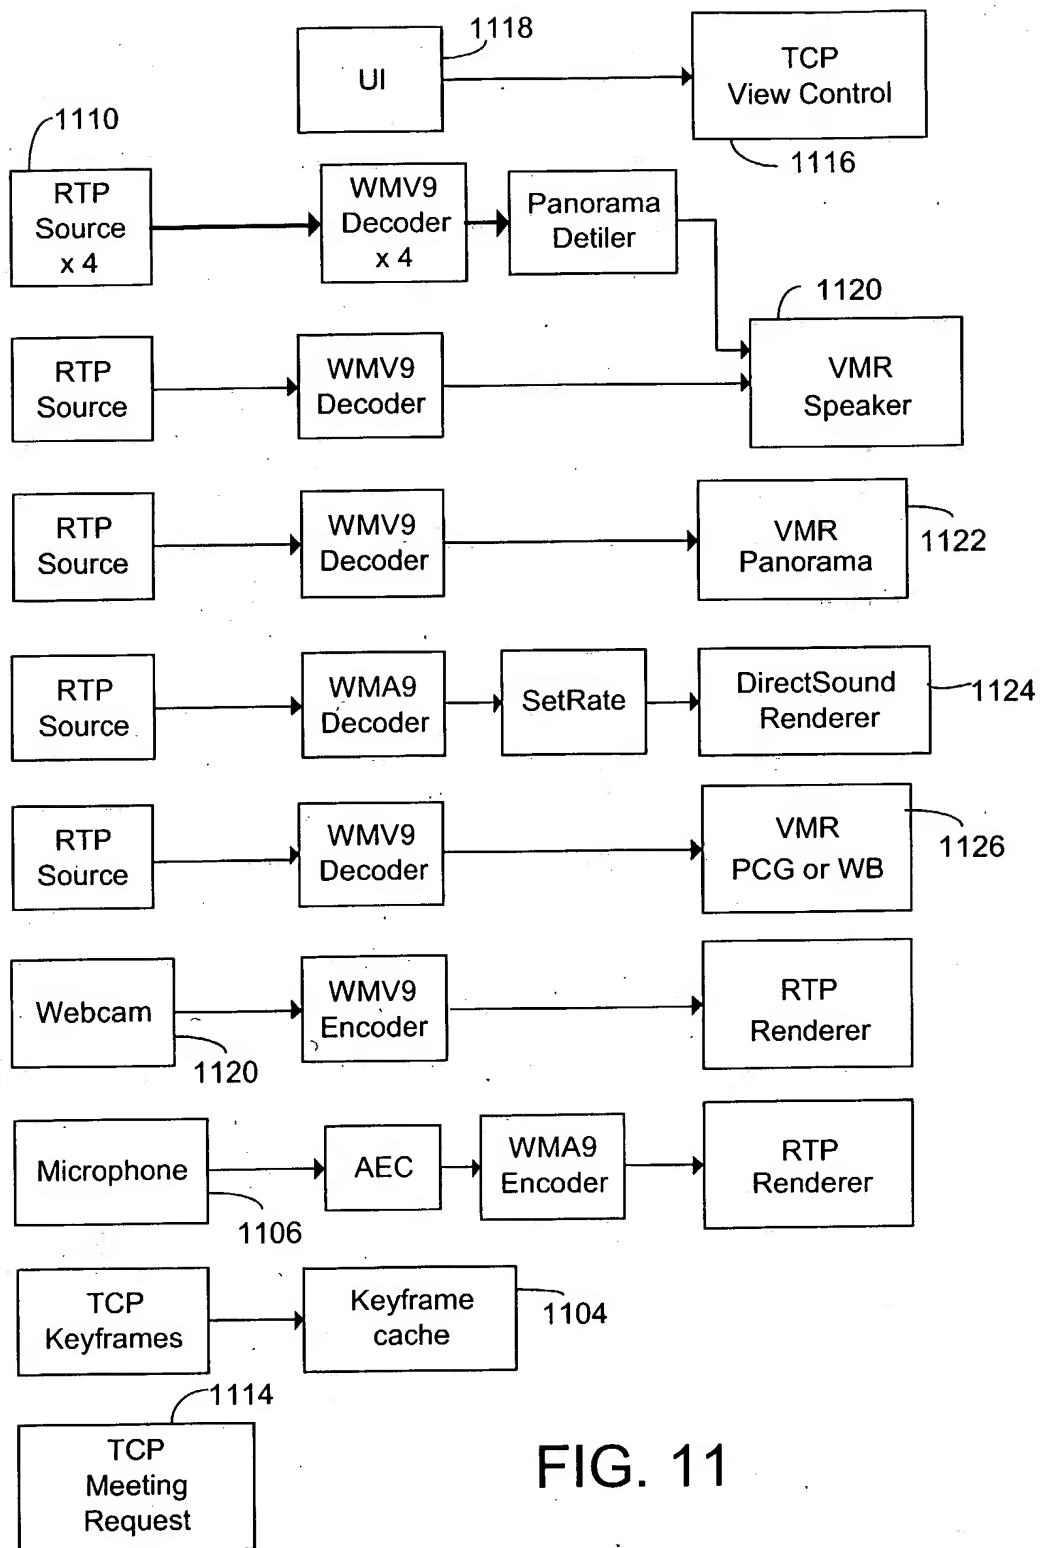 1118
UI
TCP
View Control
1116
1110
RTP
Source
x 4
WMV9
Decoder
x 4
Panorama
Detiler
1120
RTP
Source
WMV9
Decoder
VMR
Speaker
RTP
Source
WMV9
Decoder
VMR
Panorama
1122
RTP
Source
WMA9
Decoder
SetRate
DirectSound
Renderer
1124
RTP
Source
WMV9
Decoder
VMR
PCG or WB
1126
Webcam
1120
WMV9
Encoder
RTP
Renderer
Microphone
1106
AEC
WMA9
Encoder
RTP
Renderer
TCP
Keyframes
Keyframe
cache
1104
1114
TCP
Meeting
Request
FIG. 11